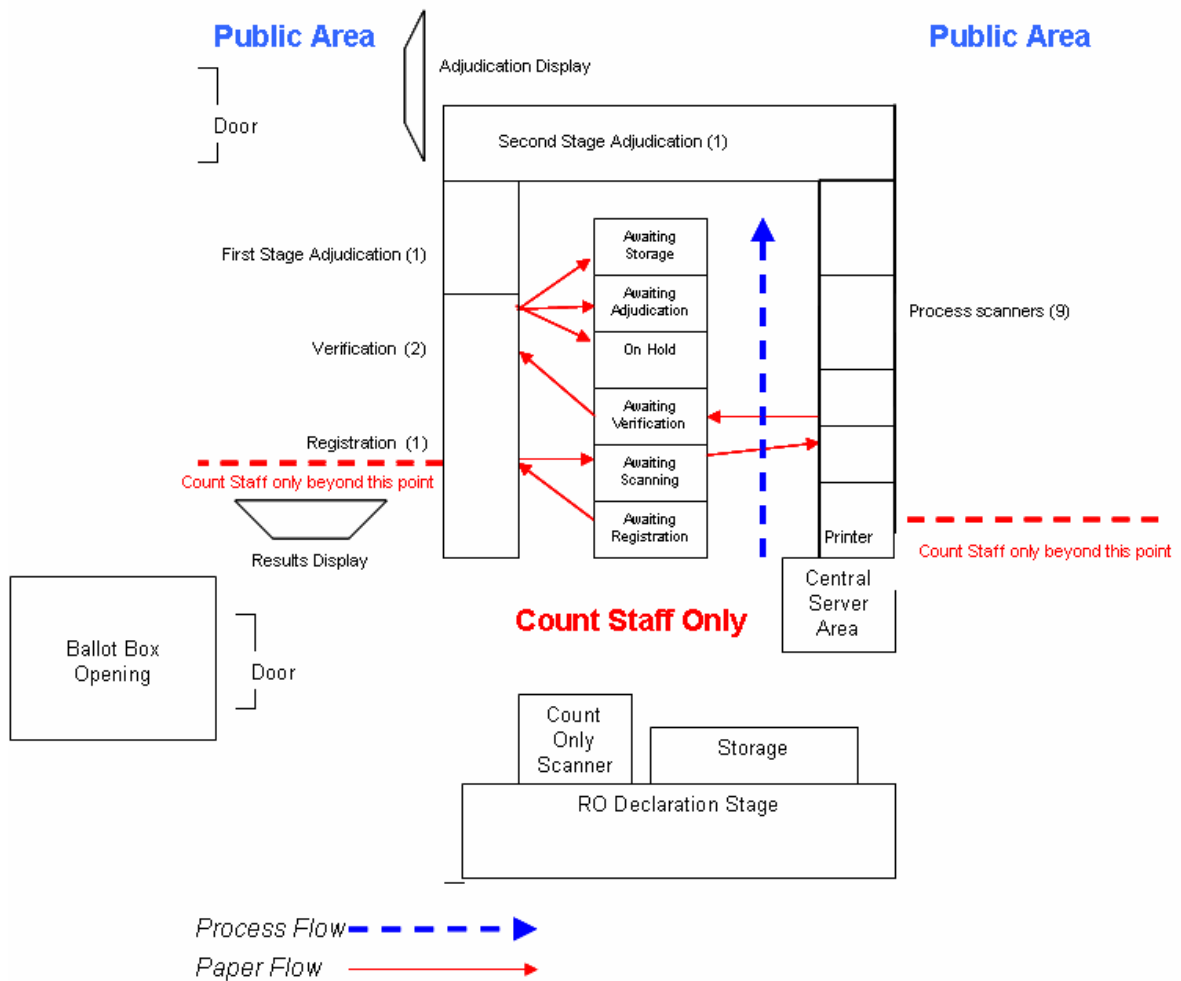 Public Area
Public Area
Adjudication Display
Door
Second Stage Adjudication (1)
First Stage Adjudication (1)
Awaiting
Storage
Awaiting
Adjudication
Process scanners (9)
Verification (2)
On Hold
Awaiting
Verification
Registration (1)
Awaiting
Scanning
Count Staff only beyond this point
Awaiting
Registration
Printer
Results Display
Count Staff only beyond this point
Central
Server
Area
Count Staff Only
Ballot Box
Opening
Door
Count
Only
Scanner
Storage
RO Declaration Stage
Process Flow
Paper Flow